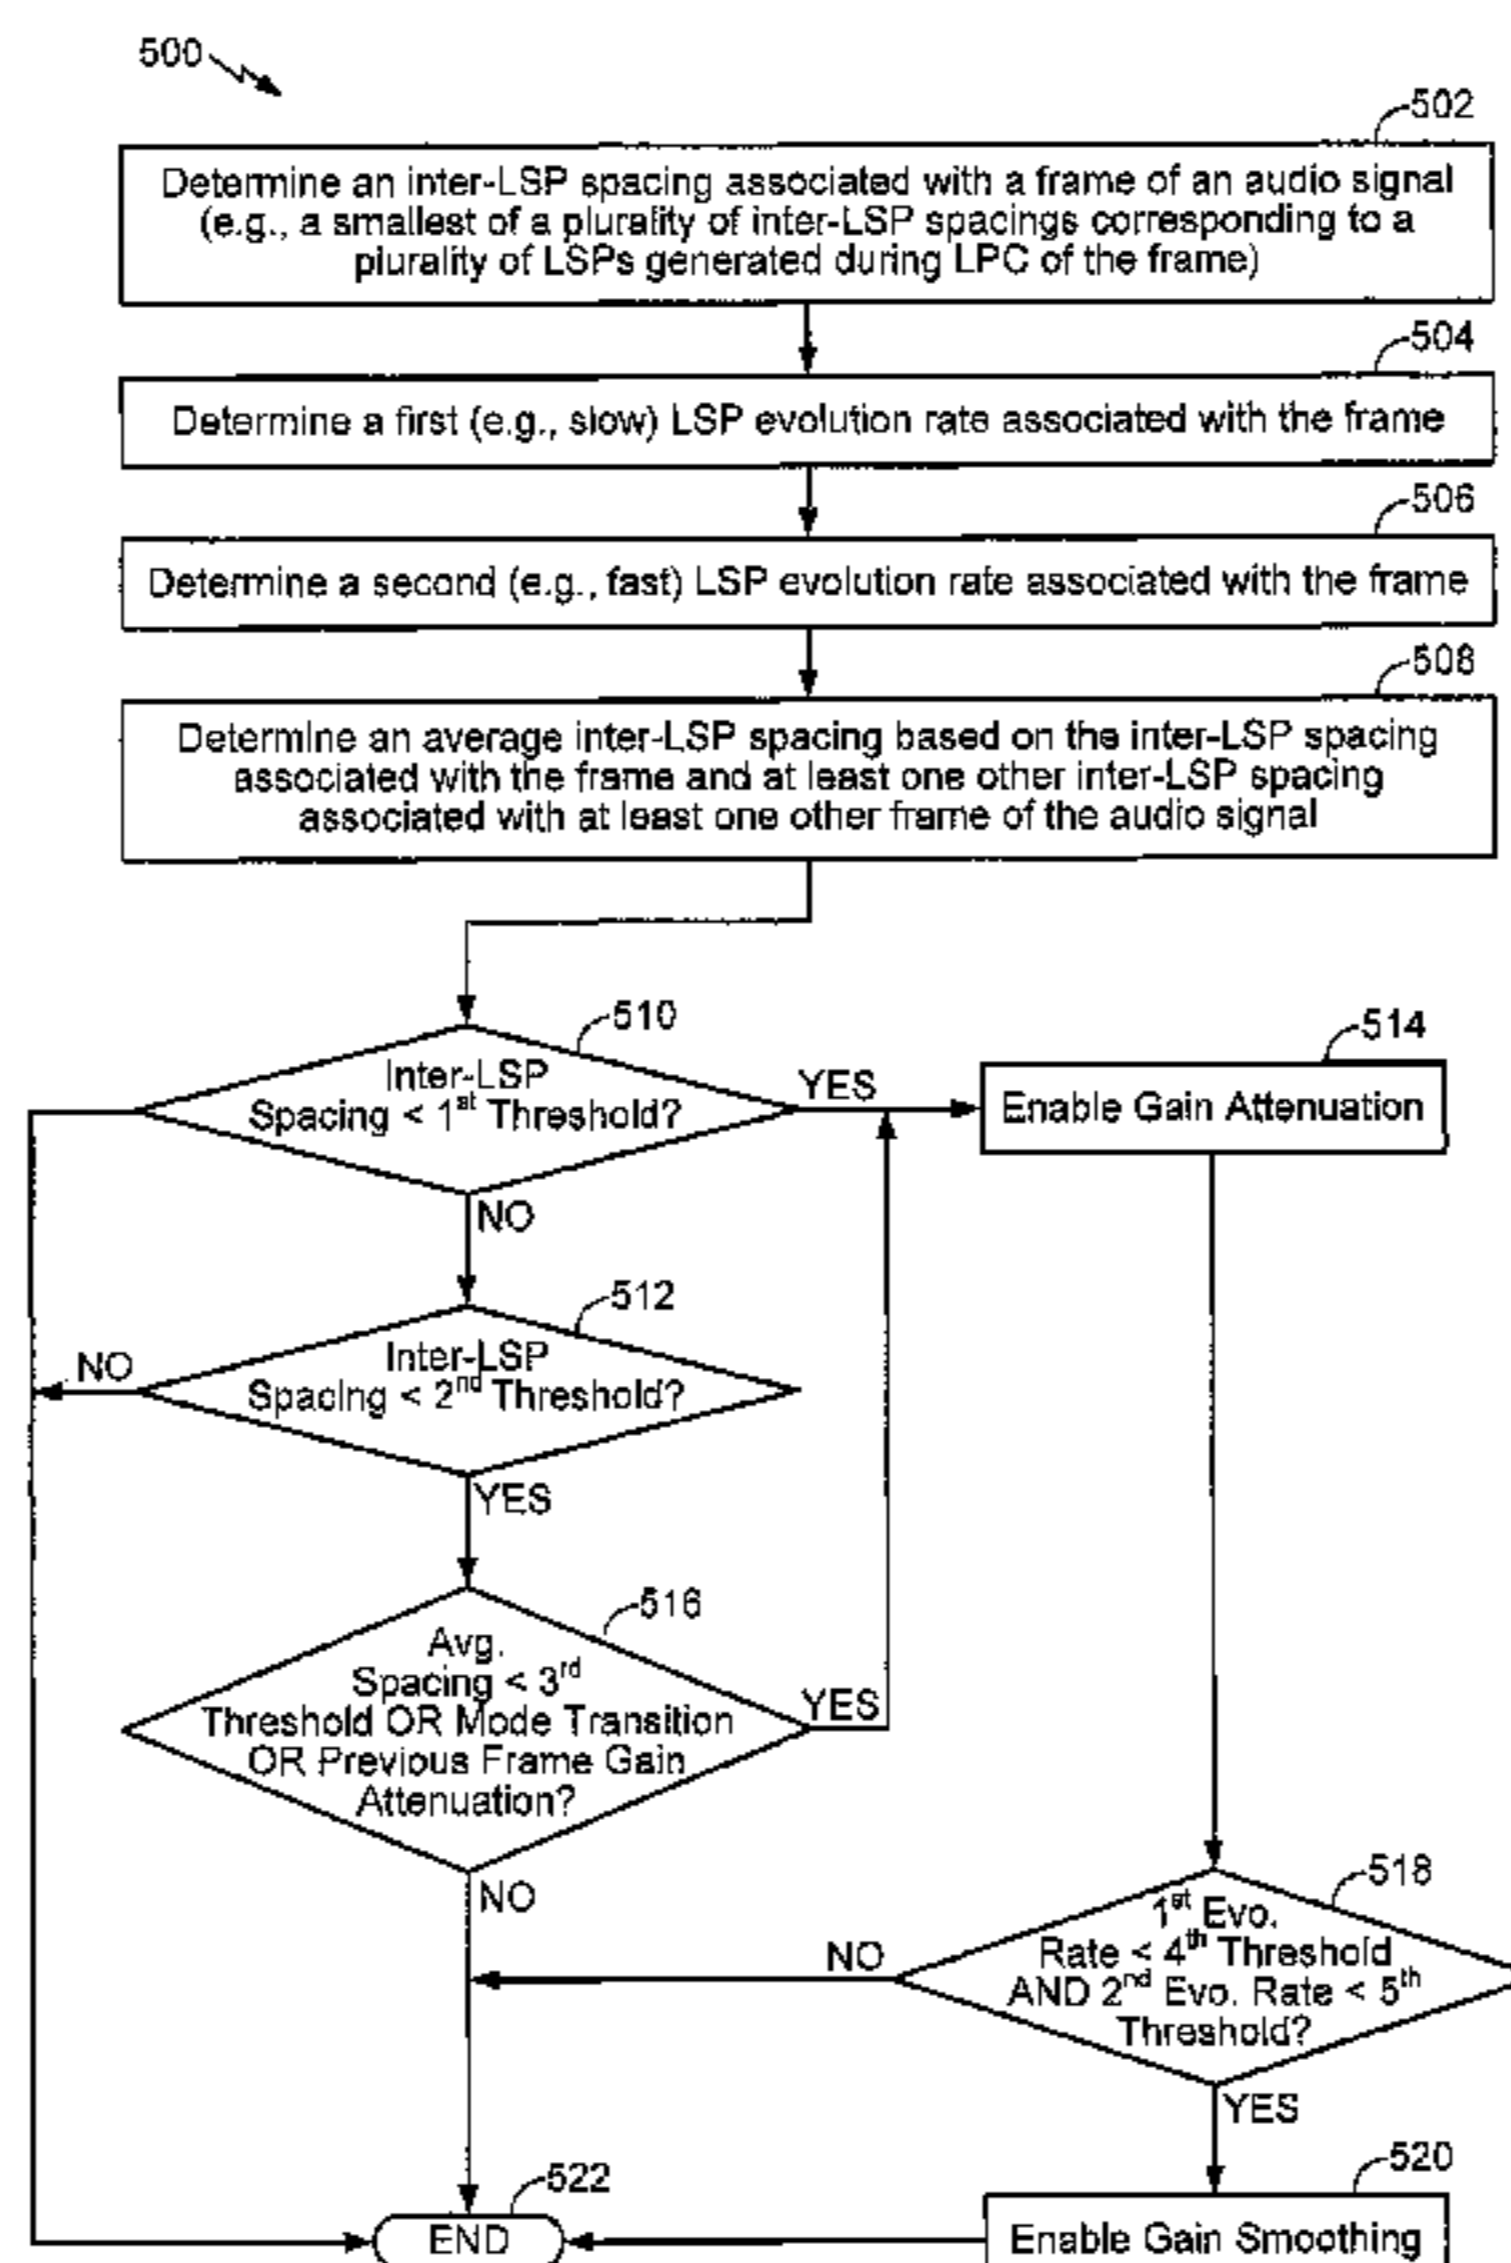 500
502
Determine an inter-LSP spacing associated with a frame of an audio signal
(e.g., a smallest of a plurality of inter-LSP spacings corresponding to a
plurality of LSPs generated during LPC of the frame)
504
Determine a first (e.g., slow) LSP evolution rate associated with the frame
506
Determine a second (e.g., fast) LSP evolution rate associated with the frame
508
Determine an average inter-LSP spacing based on the inter-LSP spacing
associated with the frame and at least one other inter-LSP spacing
associated with at least one other frame of the audio signal
510
Inter-LSP
Spacing < 1st Threshold?
YES
NO
514
Enable Gain Attenuation
512
Inter-LSP
Spacing < 2nd Threshold?
NO
YES
516
Avg.
Spacing < 3rd
Threshold OR Mode Transition
OR Previous Frame Gain
Attenuation?
YES
NO
518
1st Evo.
Rate < 4th Threshold
AND 2nd Evo. Rate < 5th
Threshold?
NO
YES
520
Enable Gain Smoothing
522
END